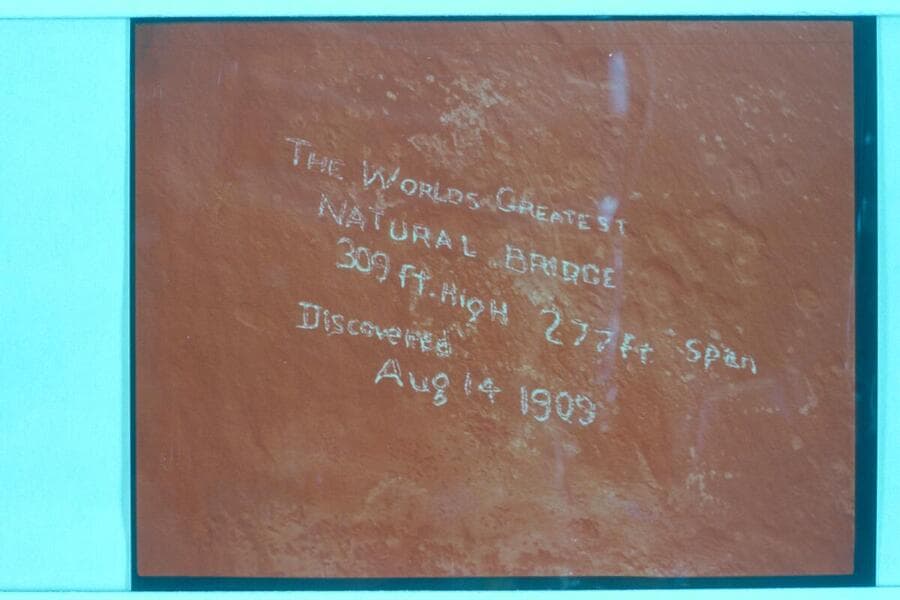 THE WORLDS GREATEST
NATURAL BRIDGE
309 ft. HigH 277 ft span
Discovered
Aug 14 1909